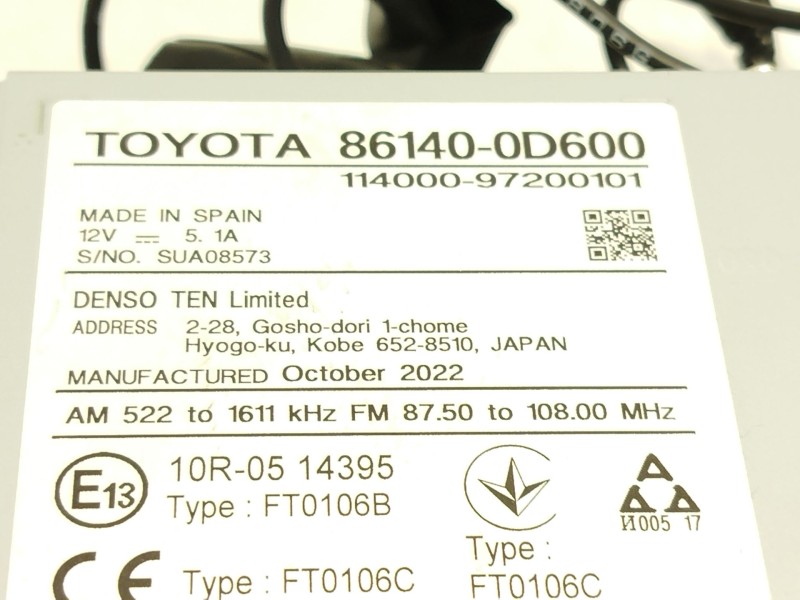 TOYOTA 86140-0D600
114000-97200101
MADE IN SPAIN
12V ⎓ 5. 1A
S/NO. SUA08573
DENSO TEN Limited
ADDRESS 2-28, Gosho-dori 1-chome
Hyogo-ku, Kobe 652-8510, JAPAN
MANUFACTURED October 2022
AM 522 to 1611 kHz FM 87.50 to 108.00 MHz
E13 10R-05 14395
Type : FT0106B
CE Type : FT0106C
Type :
FT0106C
И005 17